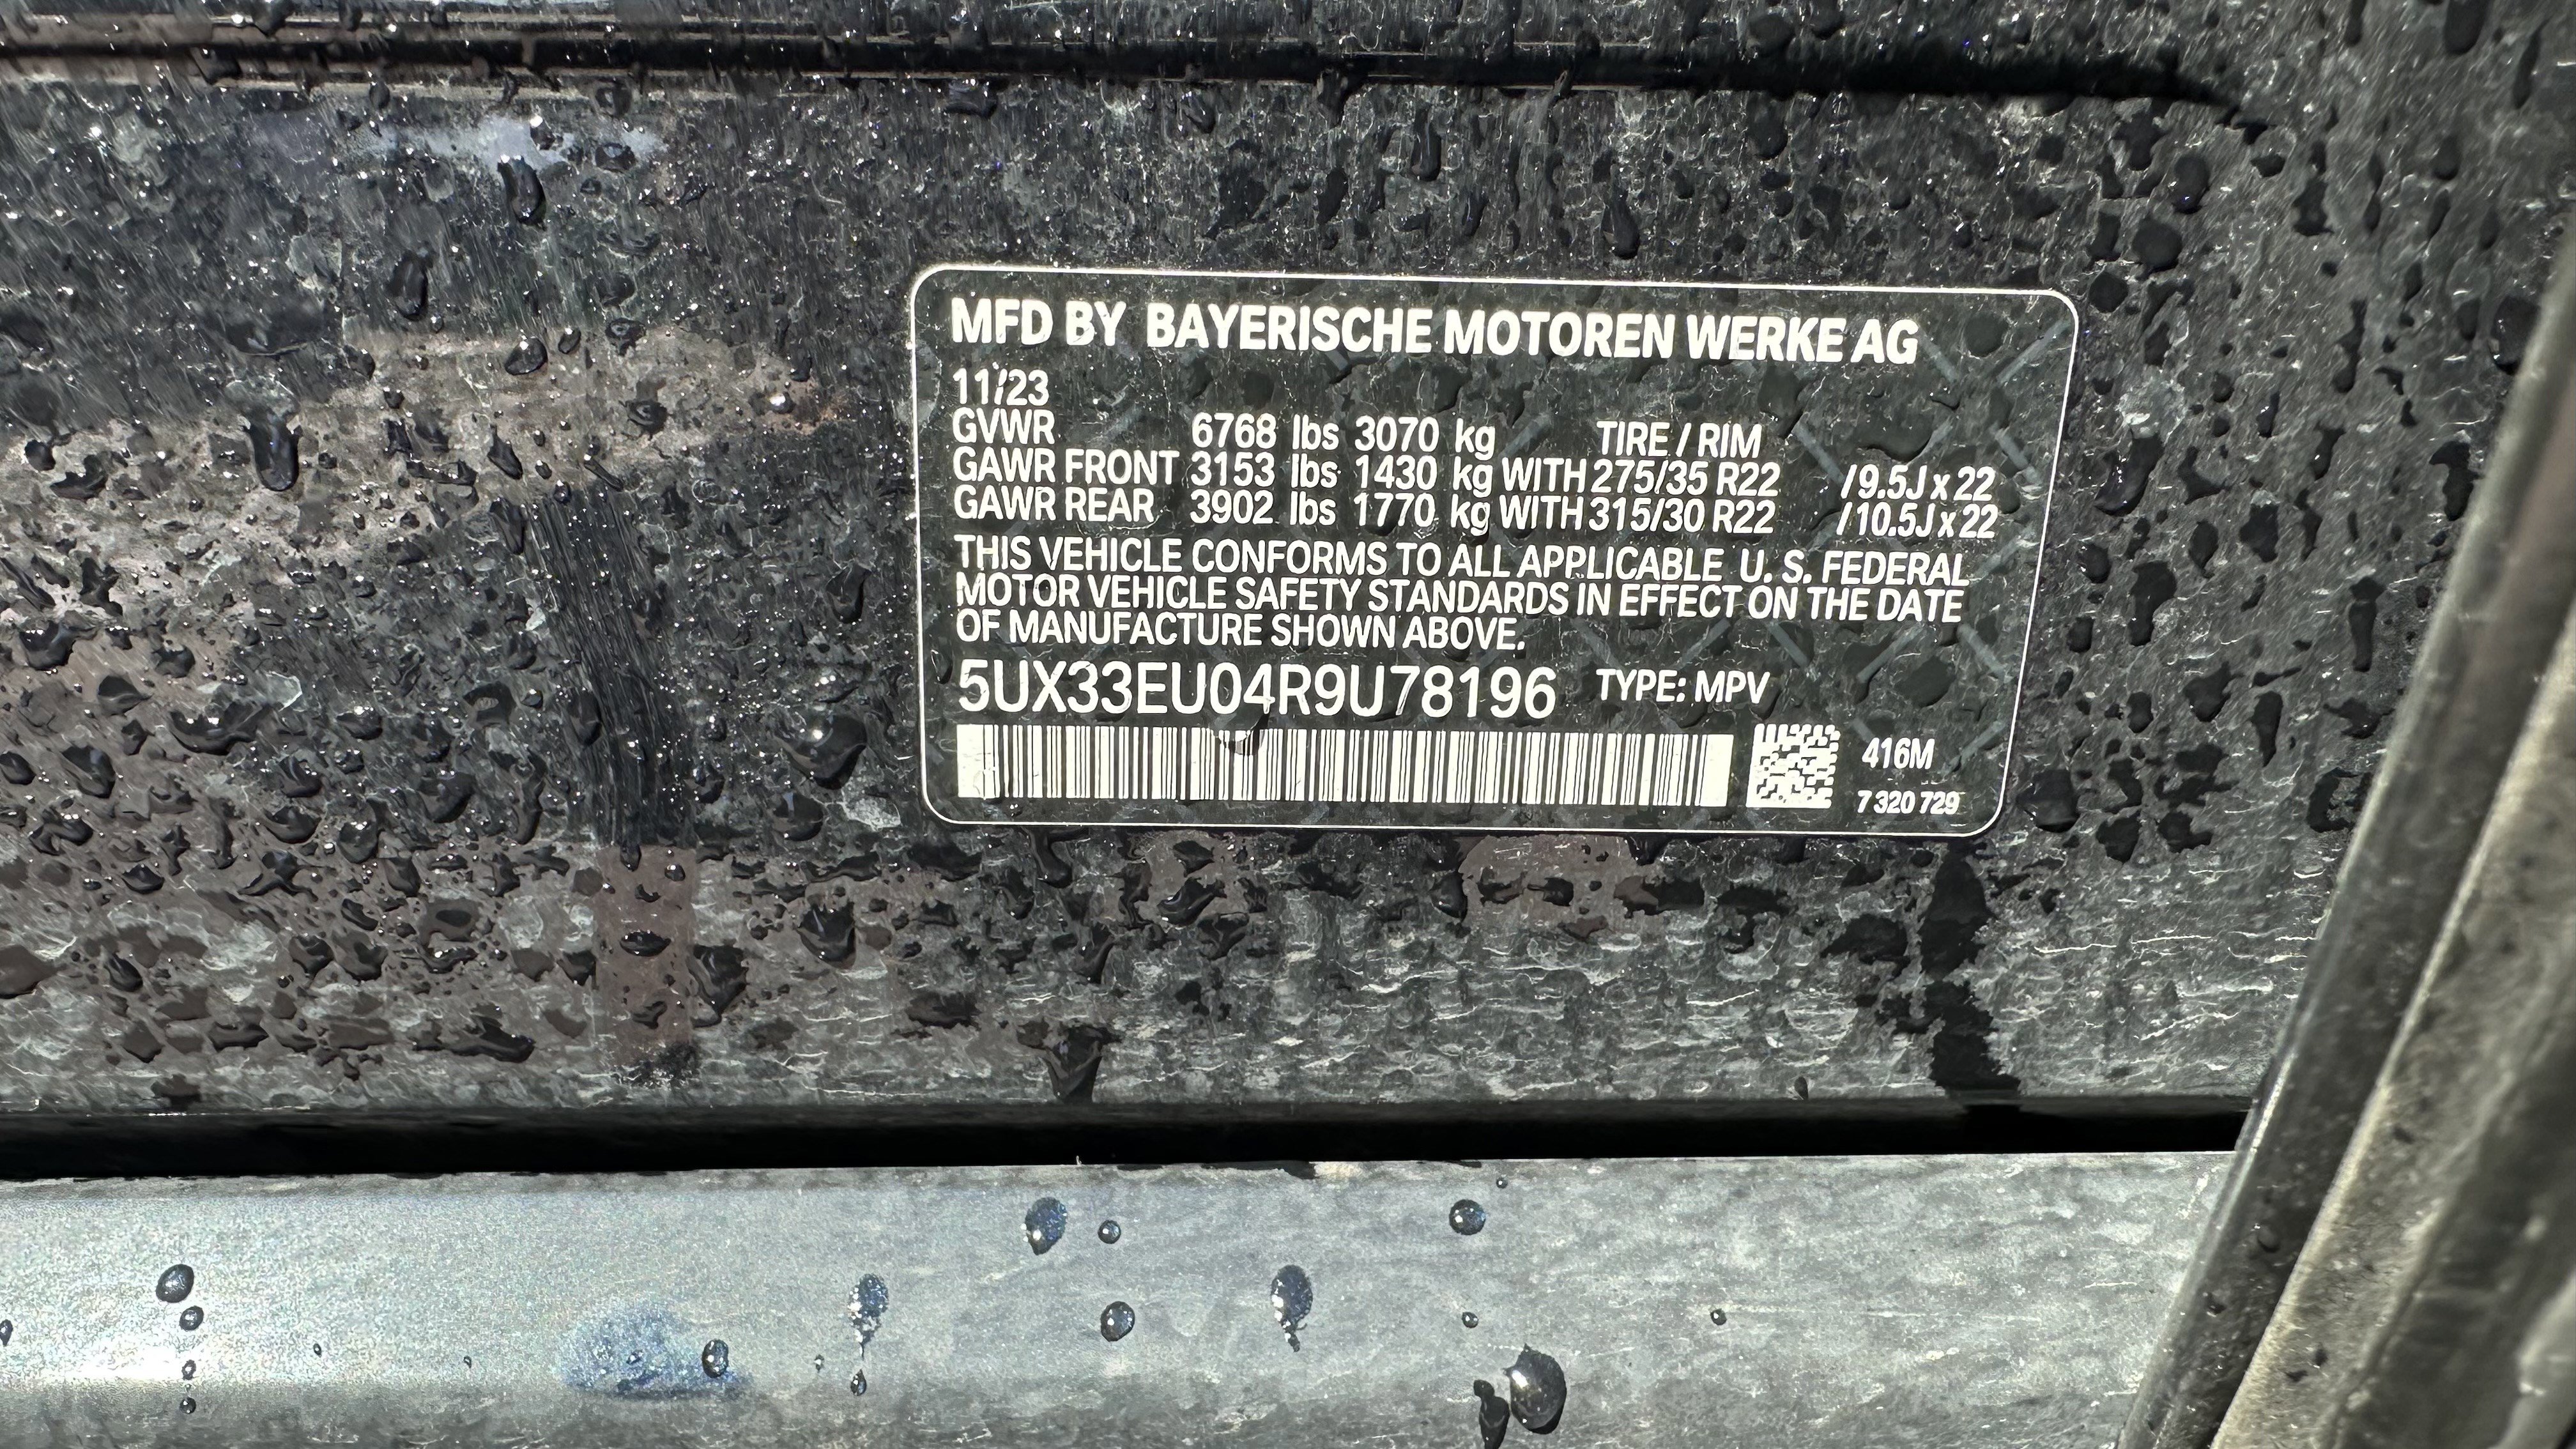 MFD BY BAYERISCHE MOTOREN WERKE AG
11/23
GVWR 6768 lbs 3070 kg TIRE / RIM
GAWR FRONT 3153 lbs 1430 kg WITH 275/35 R22 / 9.5J x 22
GAWR REAR 3902 lbs 1770 kg WITH 315/30 R22 / 10.5J x 22
THIS VEHICLE CONFORMS TO ALL APPLICABLE U. S. FEDERAL
MOTOR VEHICLE SAFETY STANDARDS IN EFFECT ON THE DATE
OF MANUFACTURE SHOWN ABOVE.
5UX33EU04R9U78196 TYPE: MPV
416M
7 320 729